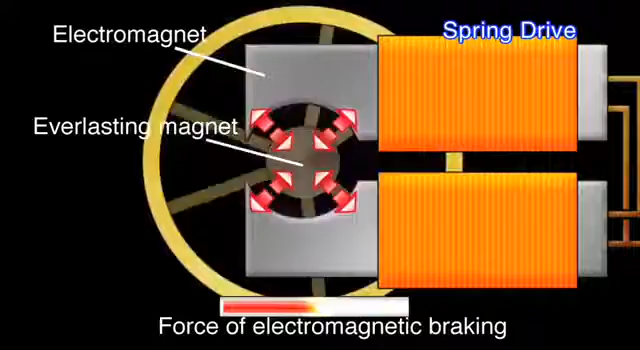 Electromagnet
Spring Drive
Everlasting magnet
Force of electromagnetic braking